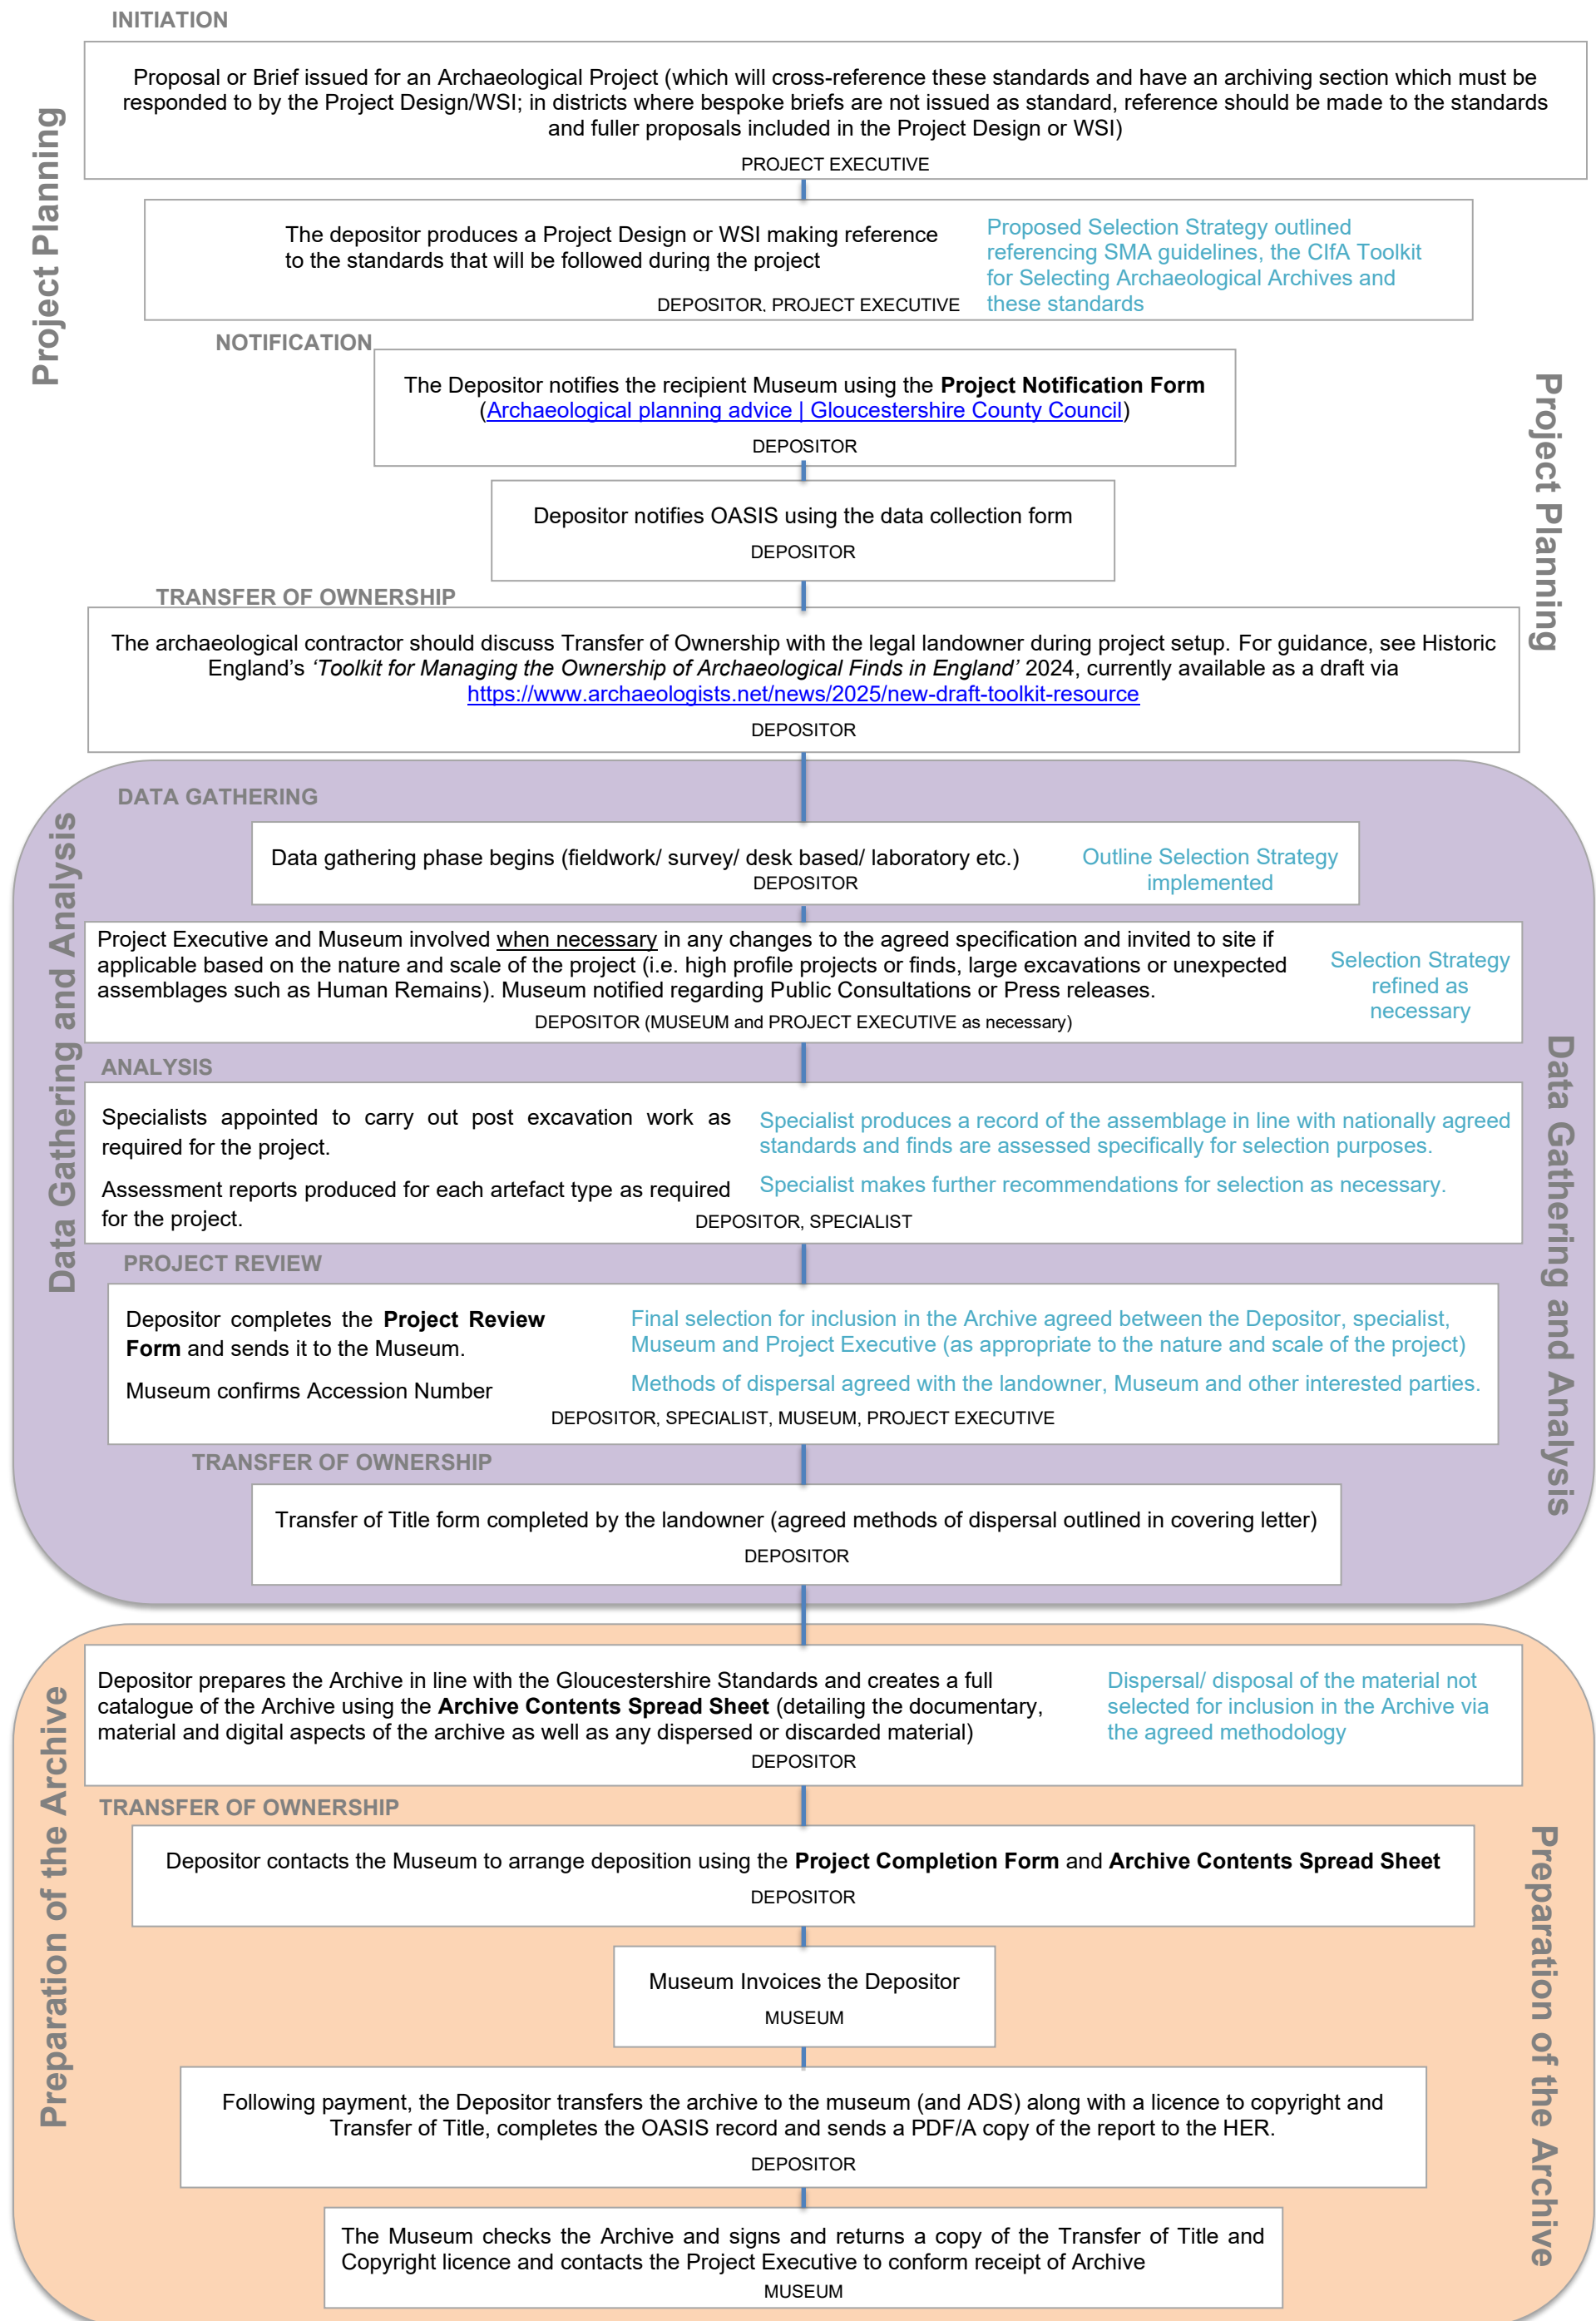 INITIATION
Project Planning
Proposal or Brief issued for an Archaeological Project (which will cross-reference these standards and have an archiving section which must be
responded to by the Project Design/WSI; in districts where bespoke briefs are not issued as standard, reference should be made to the standards
and fuller proposals included in the Project Design or WSI)
PROJECT EXECUTIVE
The depositor produces a Project Design or WSI making reference
to the standards that will be followed during the project
DEPOSITOR. PROJECT EXECUTIVE
Proposed Selection Strategy outlined
referencing SMA guidelines, the CIfA Toolkit
for Selecting Archaeological Archives and
these standards
NOTIFICATION
The Depositor notifies the recipient Museum using the Project Notification Form
(Archaeological planning advice | Gloucestershire County Council)
DEPOSITOR
Project Planning
Depositor notifies OASIS using the data collection form
DEPOSITOR
TRANSFER OF OWNERSHIP
The archaeological contractor should discuss Transfer of Ownership with the legal landowner during project setup. For guidance, see Historic
England's ‘Toolkit for Managing the Ownership of Archaeological Finds in England’ 2024, currently available as a draft via
https://www.archaeologists.net/news/2025/new-draft-toolkit-resource
DEPOSITOR
Data Gathering and Analysis
DATA GATHERING
Data gathering phase begins (fieldwork/ survey/ desk based/ laboratory etc.)
DEPOSITOR
Outline Selection Strategy
implemented
Project Executive and Museum involved when necessary in any changes to the agreed specification and invited to site if
applicable based on the nature and scale of the project (i.e. high profile projects or finds, large excavations or unexpected
assemblages such as Human Remains). Museum notified regarding Public Consultations or Press releases.
DEPOSITOR (MUSEUM and PROJECT EXECUTIVE as necessary)
Selection Strategy
refined as
necessary
Data Gathering and Analysis
ANALYSIS
Specialists appointed to carry out post excavation work as
required for the project.
Assessment reports produced for each artefact type as required
for the project.
Specialist produces a record of the assemblage in line with nationally agreed
standards and finds are assessed specifically for selection purposes.
Specialist makes further recommendations for selection as necessary.
DEPOSITOR, SPECIALIST
PROJECT REVIEW
Depositor completes the Project Review
Form and sends it to the Museum.
Museum confirms Accession Number
Final selection for inclusion in the Archive agreed between the Depositor, specialist,
Museum and Project Executive (as appropriate to the nature and scale of the project)
Methods of dispersal agreed with the landowner, Museum and other interested parties.
DEPOSITOR, SPECIALIST, MUSEUM, PROJECT EXECUTIVE
TRANSFER OF OWNERSHIP
Transfer of Title form completed by the landowner (agreed methods of dispersal outlined in covering letter)
DEPOSITOR
Preparation of the Archive
Depositor prepares the Archive in line with the Gloucestershire Standards and creates a full
catalogue of the Archive using the Archive Contents Spread Sheet (detailing the documentary,
material and digital aspects of the archive as well as any dispersed or discarded material)
DEPOSITOR
Dispersal/ disposal of the material not
selected for inclusion in the Archive via
the agreed methodology
TRANSFER OF OWNERSHIP
Depositor contacts the Museum to arrange deposition using the Project Completion Form and Archive Contents Spread Sheet
DEPOSITOR
Preparation of the Archive
Museum Invoices the Depositor
MUSEUM
Following payment, the Depositor transfers the archive to the museum (and ADS) along with a licence to copyright and
Transfer of Title, completes the OASIS record and sends a PDF/A copy of the report to the HER.
DEPOSITOR
The Museum checks the Archive and signs and returns a copy of the Transfer of Title and
Copyright licence and contacts the Project Executive to conform receipt of Archive
MUSEUM